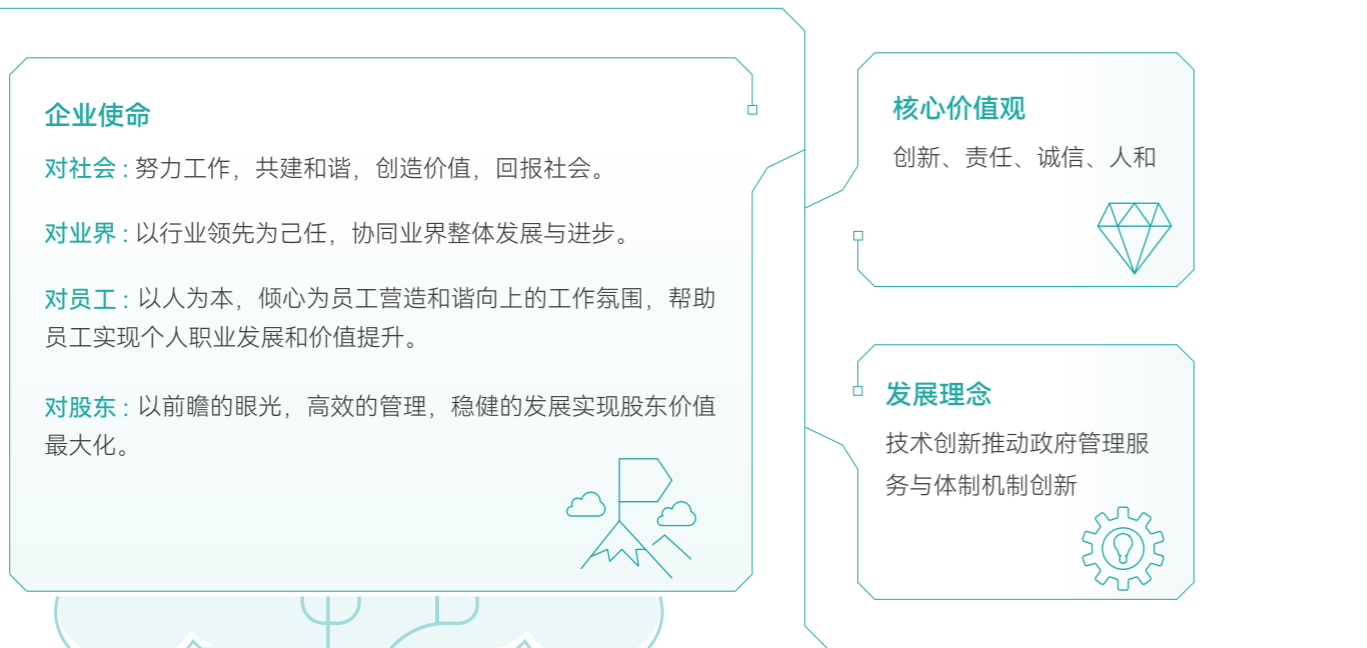 企业使命
对社会 : 努力工作，共建和谐，创造价值，回报社会。
对业界 : 以行业领先为己任，协同业界整体发展与进步。
对员工 : 以人为本，倾心为员工营造和谐向上的工作氛围，帮助
员工实现个人职业发展和价值提升。
对股东 : 以前瞻的眼光，高效的管理，稳健的发展实现股东价值
最大化。
核心价值观
创新、责任、诚信、人和
发展理念
技术创新推动政府管理服
务与体制机制创新